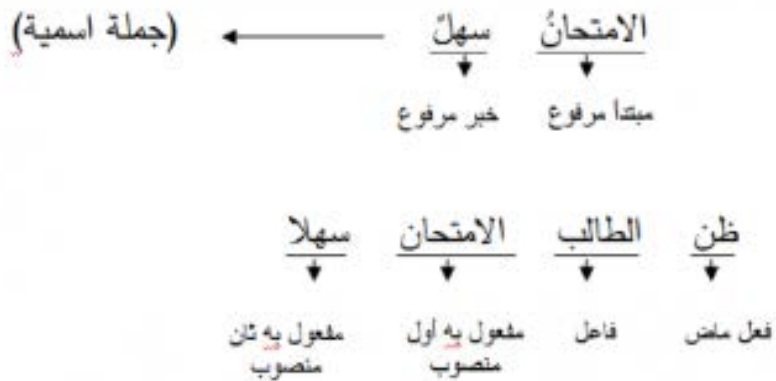 الامتحانُ سهلٌ (جملة اسمية)
مبتدأ مرفوع خبر مرفوع
ظن الطالب الامتحان سهلا
فعل ماض فاعل مفعول به أول مفعول به ثان
منصوب منصوب